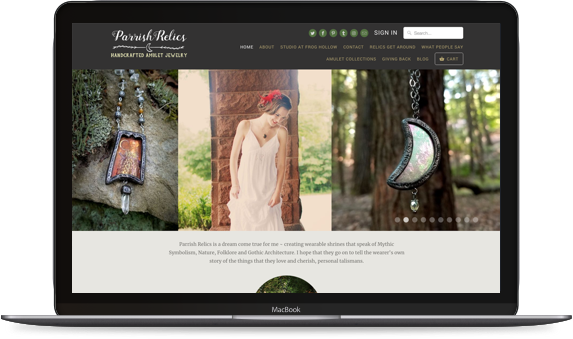 Parrish Relics
HANDCRAFTED AMULET JEWELRY
SIGN IN
Search...
HOME ABOUT STUDIO AT FROG HOLLOW CONTACT RELICS GET AROUND WHAT PEOPLE SAY
AMULET COLLECTIONS GIVING BACK BLOG CART
Parrish Relics is a dream come true for me ~ creating wearable shrines that speak of Mythic
Symbolism, Nature, Folklore and Gothic Architecture. I hope that they go on to tell the wearer's own
story of the things that they love and cherish, personal talismans.
MacBook